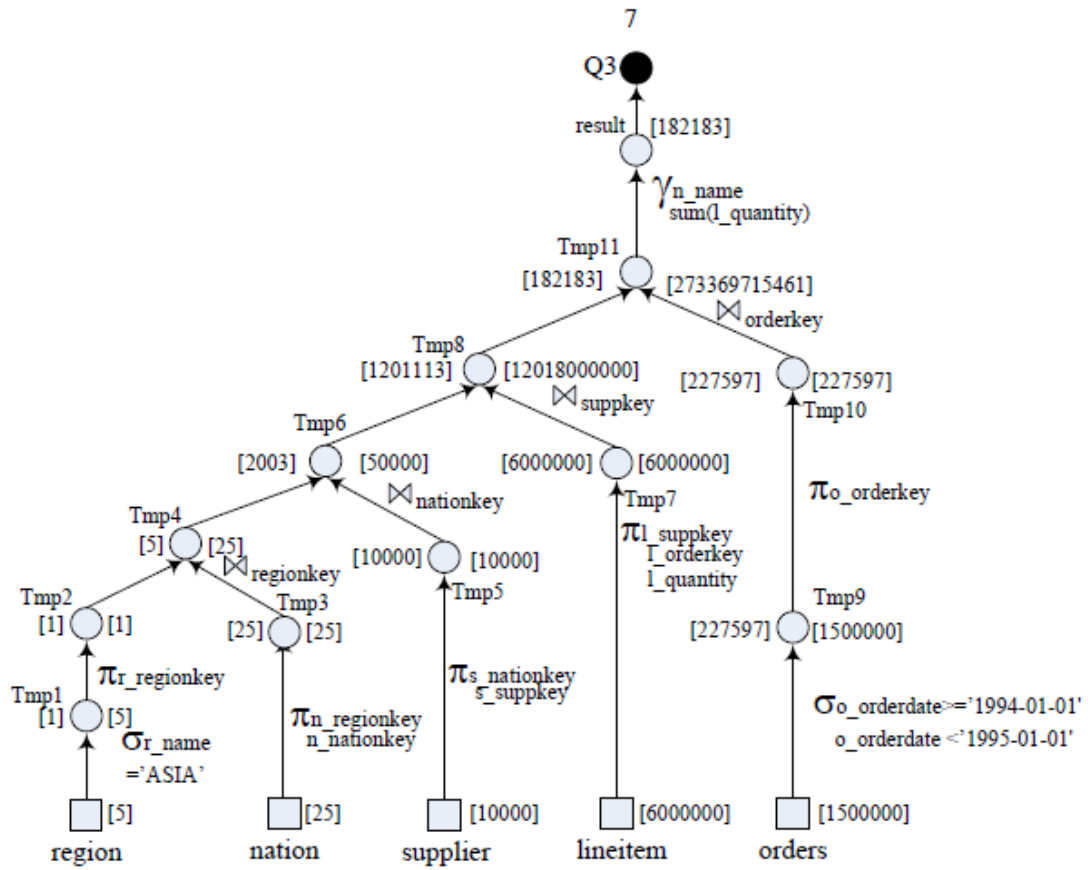 7
Q3
result [182183]
γn_name
sum(l_quantity)
Tmp11
[182183] [273369715461]
⋈orderkey
Tmp8
[1201113] [12018000000]
⋈suppkey
[227597] [227597]
Tmp10
Tmp6
[2003] [50000]
⋈nationkey
[6000000] [6000000]
Tmp7
πo_orderkey
πl_suppkey
l_orderkey
l_quantity
Tmp4
[5] [25]
⋈regionkey
[10000] [10000]
Tmp5
Tmp2
[1] [1]
Tmp3
[25] [25]
Tmp9
[227597] [1500000]
πr_regionkey
πs_nationkey
s_suppkey
Tmp1
[1] [5]
πn_regionkey
n_nationkey
σr_name
='ASIA'
σo_orderdate>='1994-01-01'
o_orderdate <'1995-01-01'
[5] [25] [10000] [6000000] [1500000]
region nation supplier lineitem orders